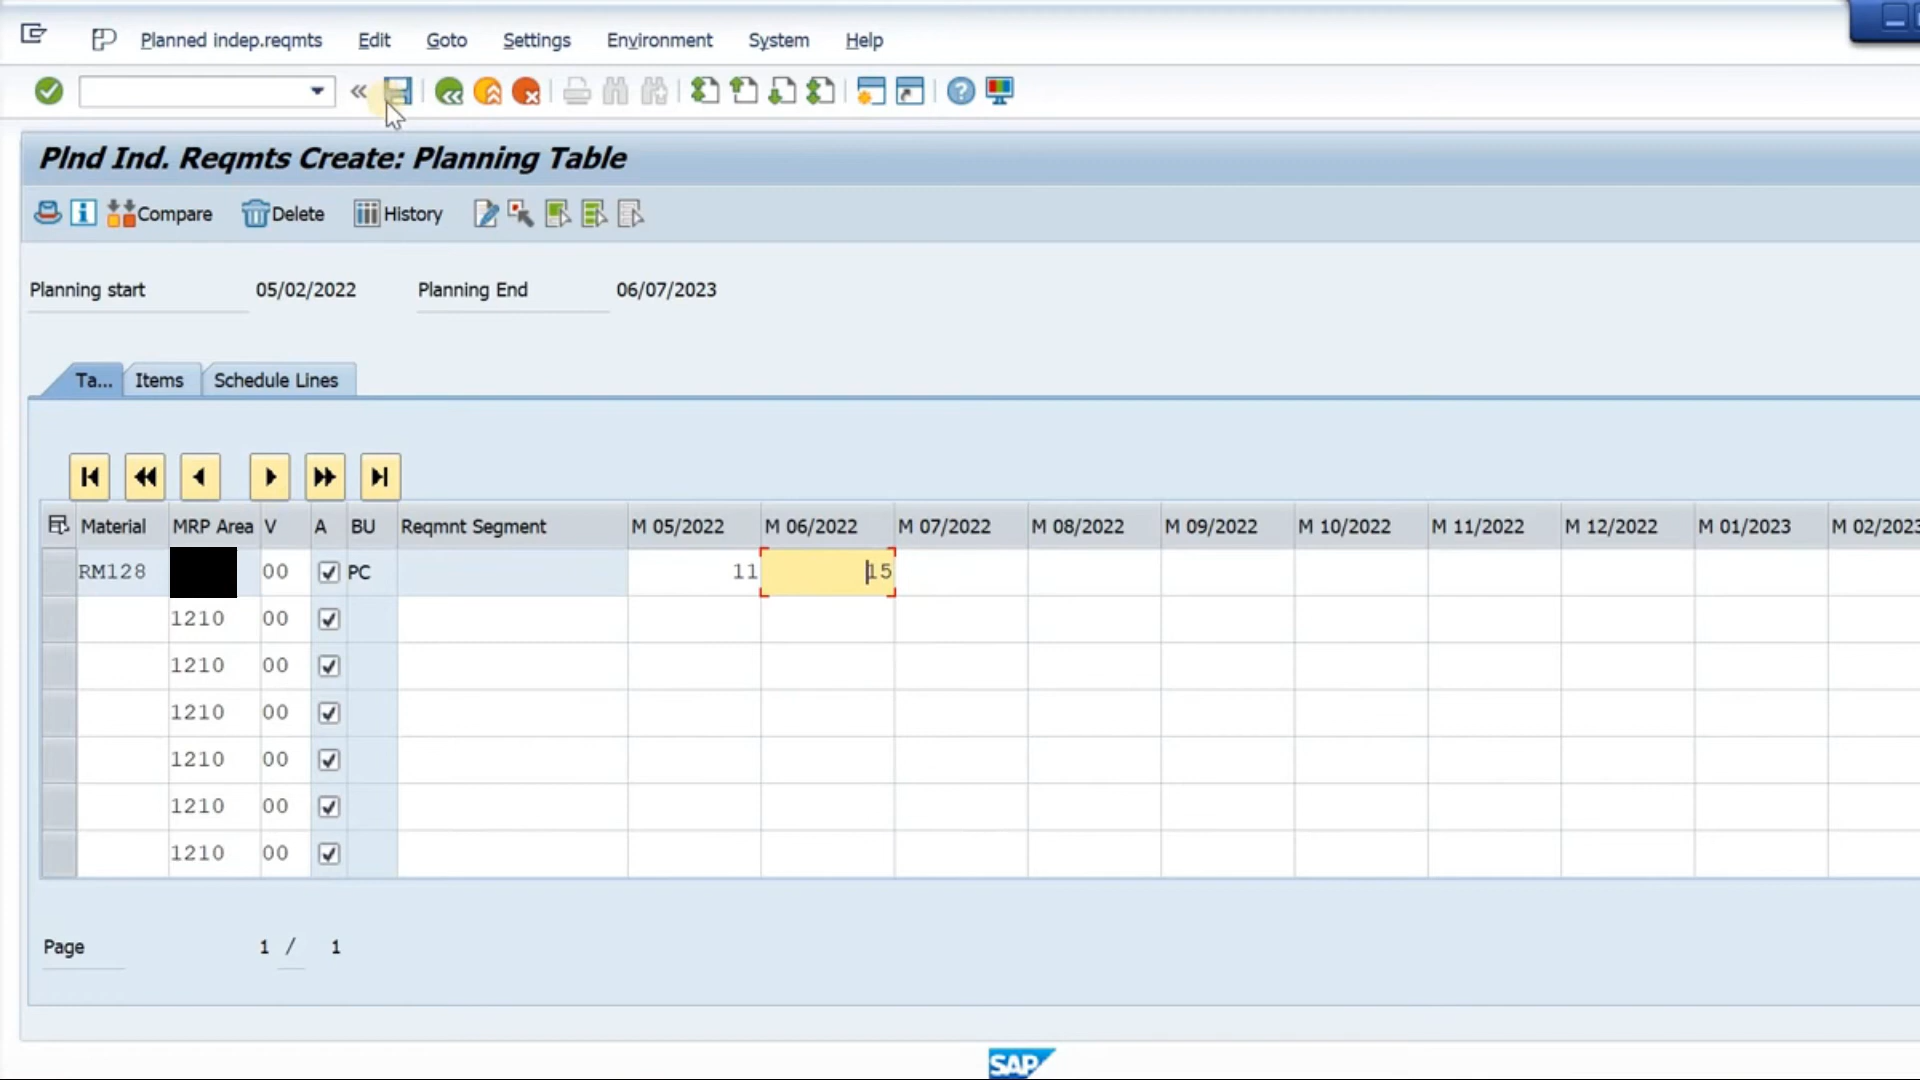 Planned indep.reqmts Edit Goto Settings Environment System Help
Plnd Ind. Reqmts Create: Planning Table
Compare Delete History
Planning start 05/02/2022 Planning End 06/07/2023
Ta... Items Schedule Lines
Material MRP Area V A BU Reqmnt Segment M 05/2022 M 06/2022 M 07/2022 M 08/2022 M 09/2022 M 10/2022 M 11/2022 M 12/2022 M 01/2023 M 02/2023
RM128 00 PC 11 15
1210 00
1210 00
1210 00
1210 00
1210 00
1210 00
Page 1 / 1
SAP